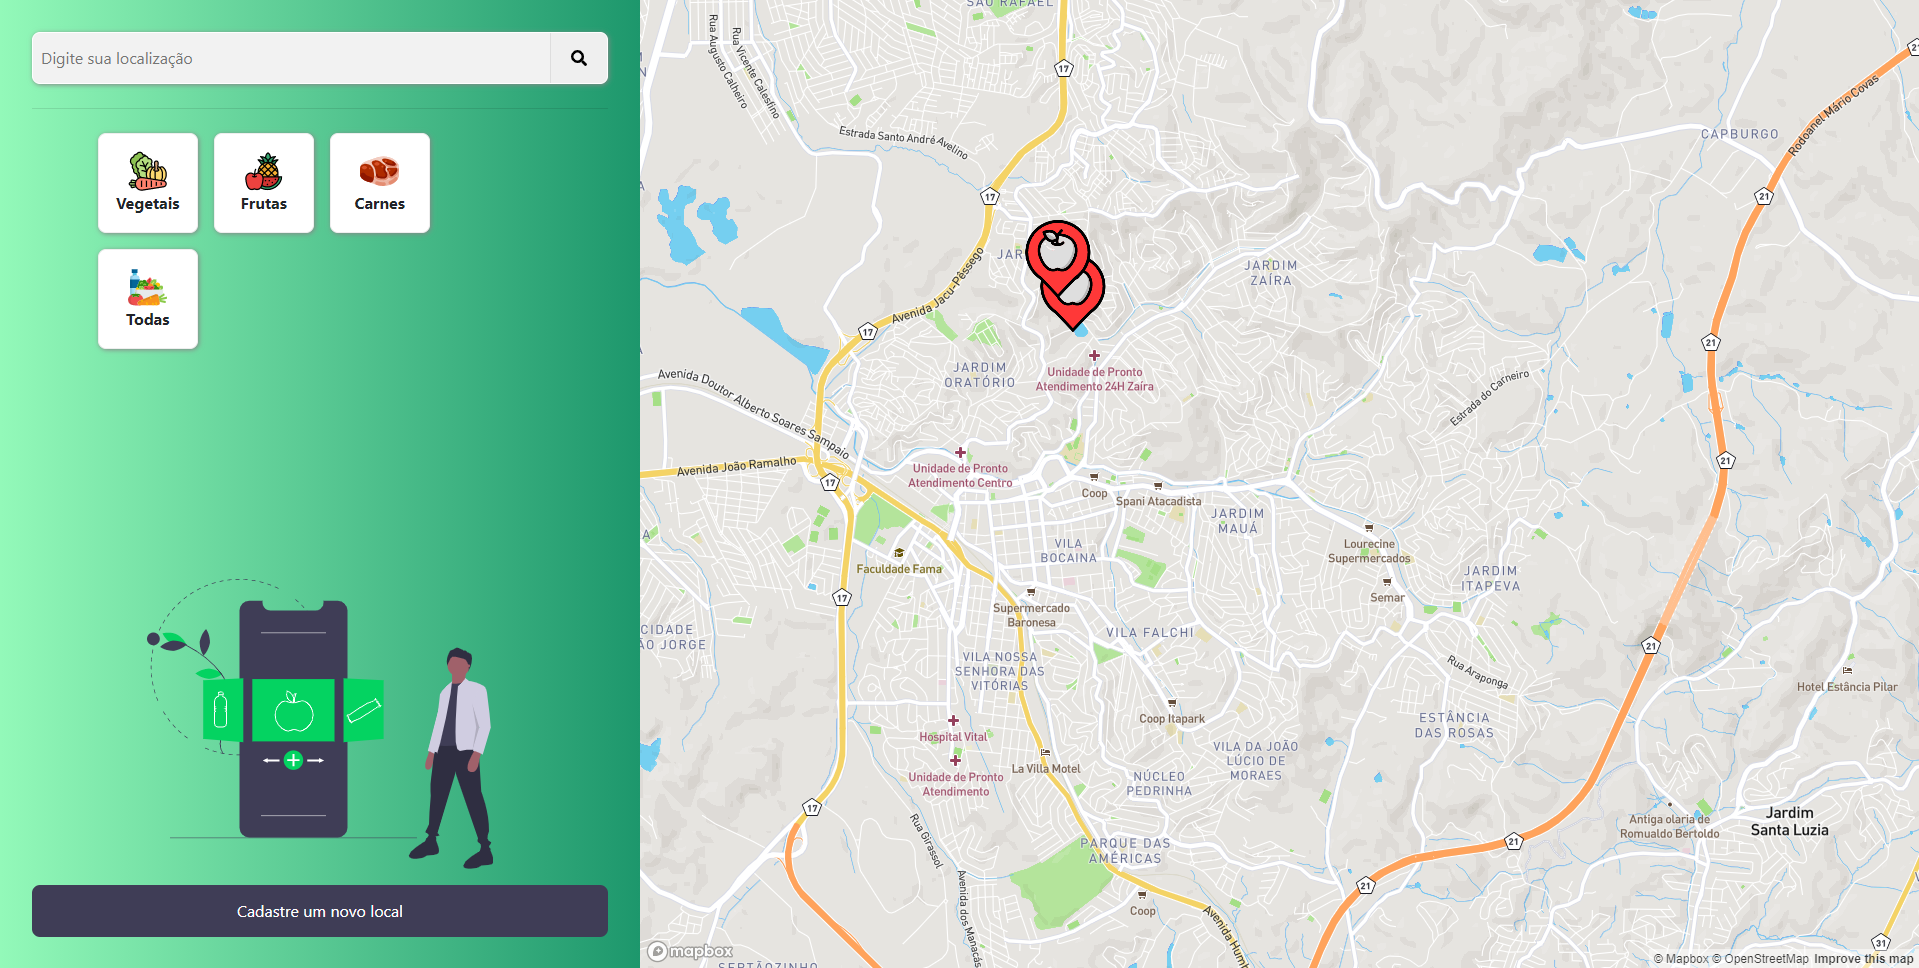 Digite sua localização
Vegetais
Frutas
Carnes
Todas
Cadastre um novo local
SÃO RAFAEL
Rua Augusto Calheiro
Rua Vicente Calesfino
17
Estrada Santo André Avelino
CAPBURGO
Rodoanel Mário Covas
17
21
JARDIM
ZAÍRA
Avenida Jacu-Pêssego
17
21
JARDIM
ORATÓRIO
Unidade de Pronto
Atendimento 24H Zaíra
Avenida Doutor Alberto Soares Sampaio
Estrada do Carneiro
Avenida João Ramalho
Unidade de Pronto
Atendimento Centro
17
21
Coop
Spani Atacadista
JARDIM
MAUÁ
VILA
BOCAINA
Lourecine
Supermercados
Faculdade Fama
JARDIM
ITAPEVA
17
Semar
Supermercado
Baronesa
CIDADE
ÃO JORGE
VILA FALCHI
21
VILA NOSSA
SENHORA DAS
VITÓRIAS
Rua Araponga
Hotel Estância Pilar
Coop Itapark
ESTÂNCIA
DAS ROSAS
Hospital Vital
VILA DA JOÃO
LÚCIO DE
MORAES
La Villa Motel
Unidade de Pronto
Atendimento
NÚCLEO
PEDRINHA
17
Rua Girassol
Antiga olaria de
Romualdo Bertoldo
Jardim
Santa Luzia
21
PARQUE DAS
AMÉRICAS
21
Avenida dos Manacás
Coop
31
mapbox
© Mapbox © OpenStreetMap Improve this map
SERTÃOZINHO